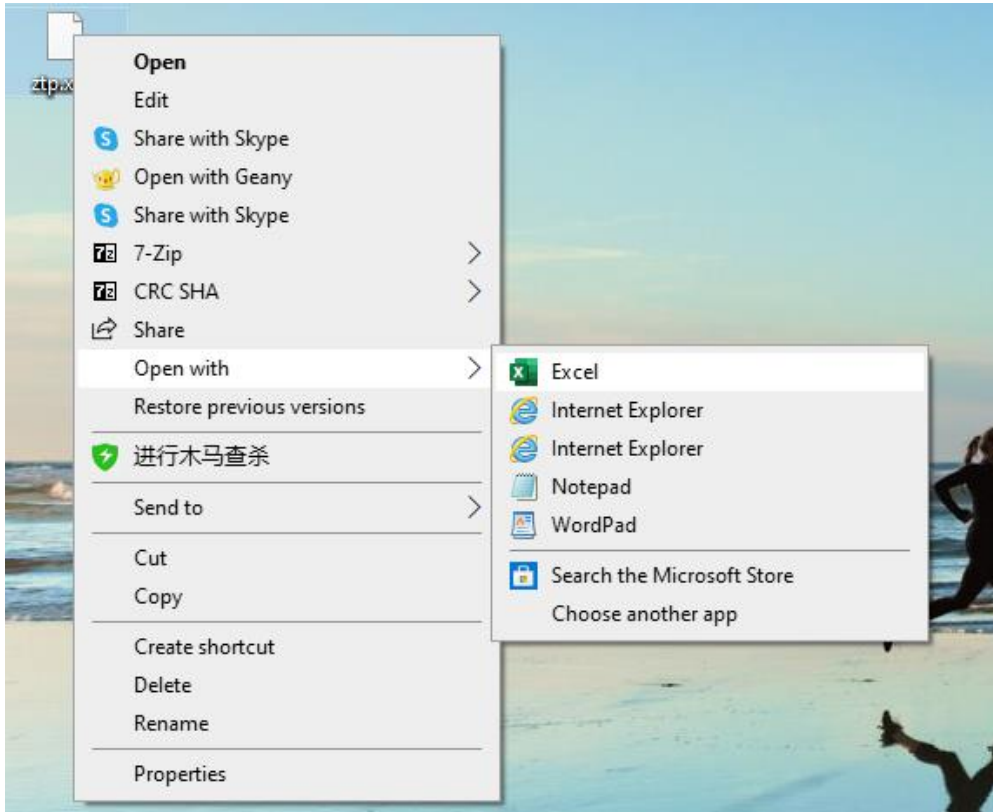 Open
Edit
Share with Skype
Open with Geany
Share with Skype
7-Zip
CRC SHA
Share
Open with
Restore previous versions
进行木马查杀
Send to
Cut
Copy
Create shortcut
Delete
Rename
Properties
Excel
Internet Explorer
Internet Explorer
Notepad
WordPad
Search the Microsoft Store
Choose another app